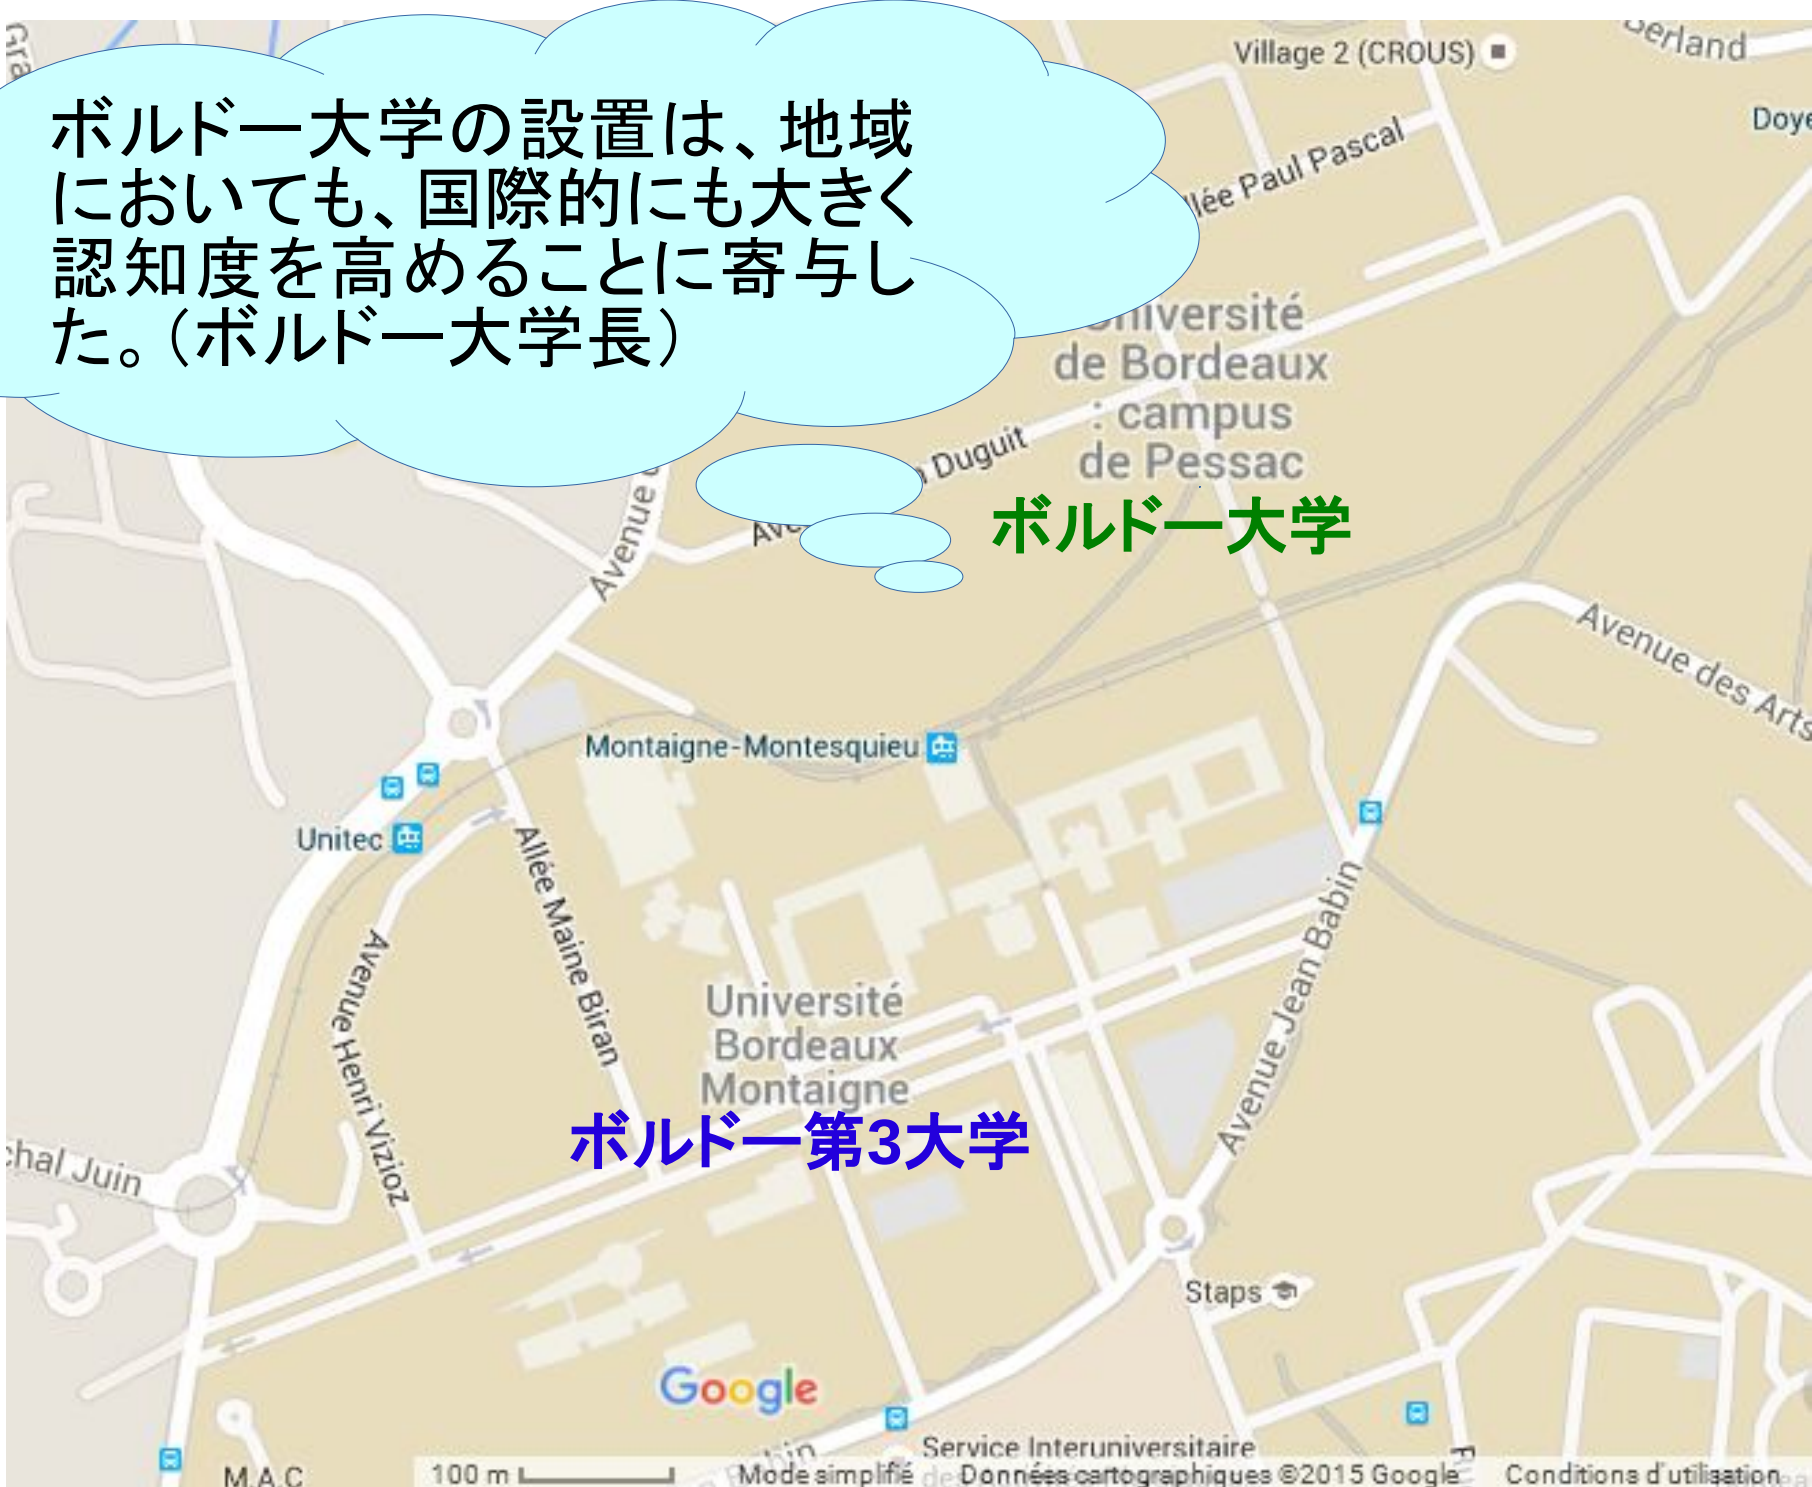 ボルドー大学の設置は、地域
においても、国際的にも大きく
認知度を高めることに寄与し
た。（ボルドー大学長）
Village 2 (CROUS)
Berland
Paul Pascal
Université
de Bordeaux
: campus
de Pessac
ボルドー大学
Duguit
Avenue
Avenue des Arts
Montaigne-Montesquieu
Unitec
Allée Maine Biran
Avenue Henri Vizioz
Avenue Jean Babin
Université
Bordeaux
Montaigne
ボルドー第3大学
Juin
Staps
Google
Service Interuniversitaire
M.A.C
100 m
Mode simplifié
Données cartographiques ©2015 Google
Conditions d'utilisation